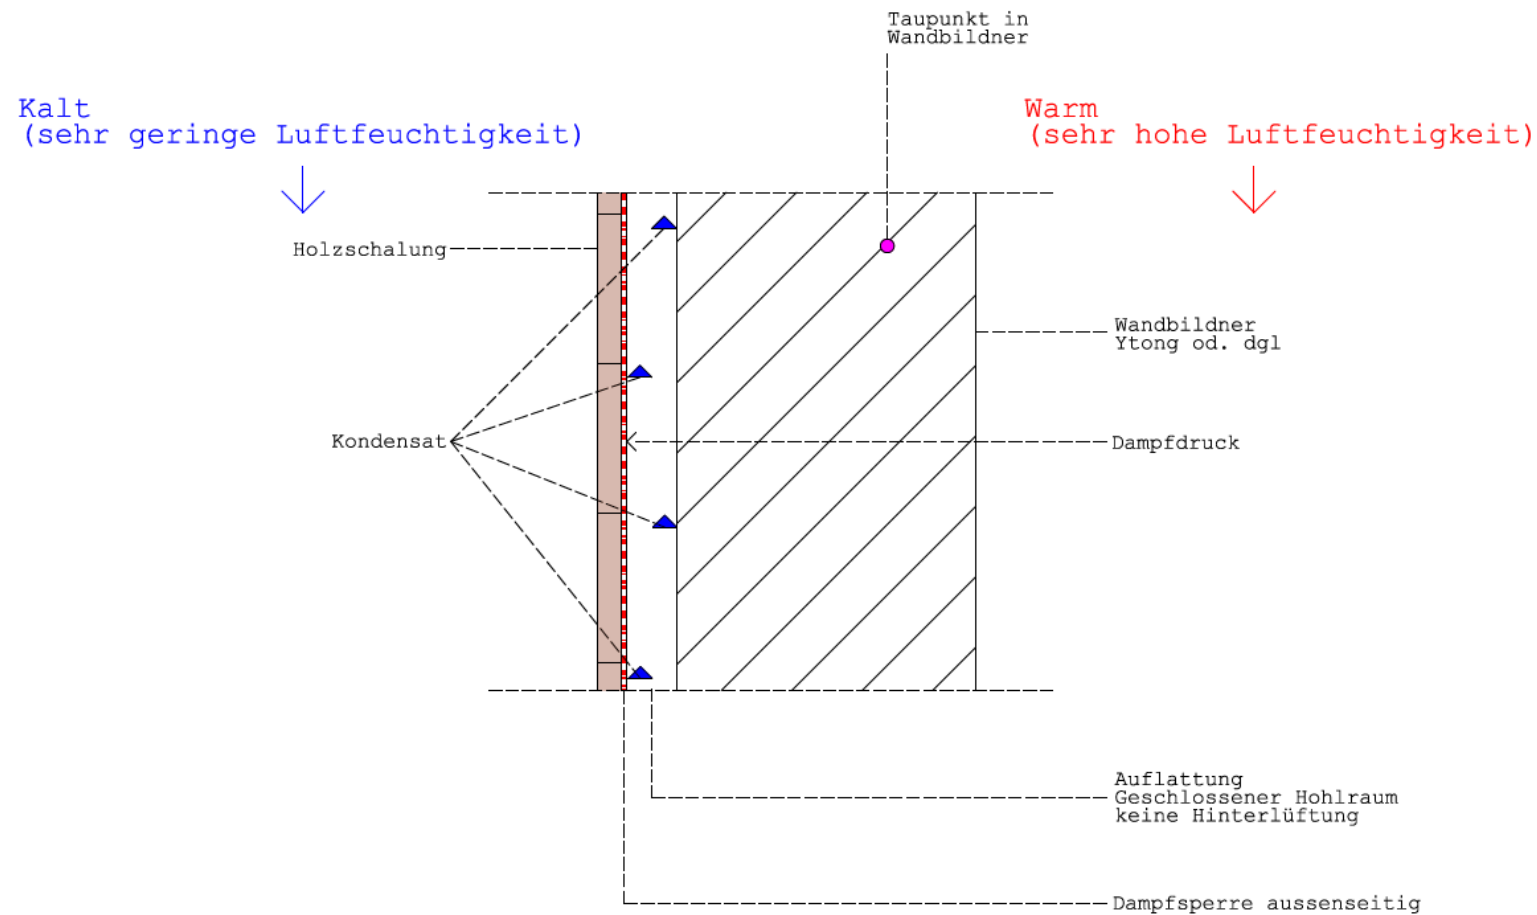 Taupunkt in
Wandbildner
Kalt
(sehr geringe Luftfeuchtigkeit)
Warm
(sehr hohe Luftfeuchtigkeit)
Holzschalung
Wandbildner
Ytong od. dgl
Kondensat
Dampfdruck
Auflattung
Geschlossener Hohlraum
keine Hinterlüftung
Dampfsperre aussenseitig